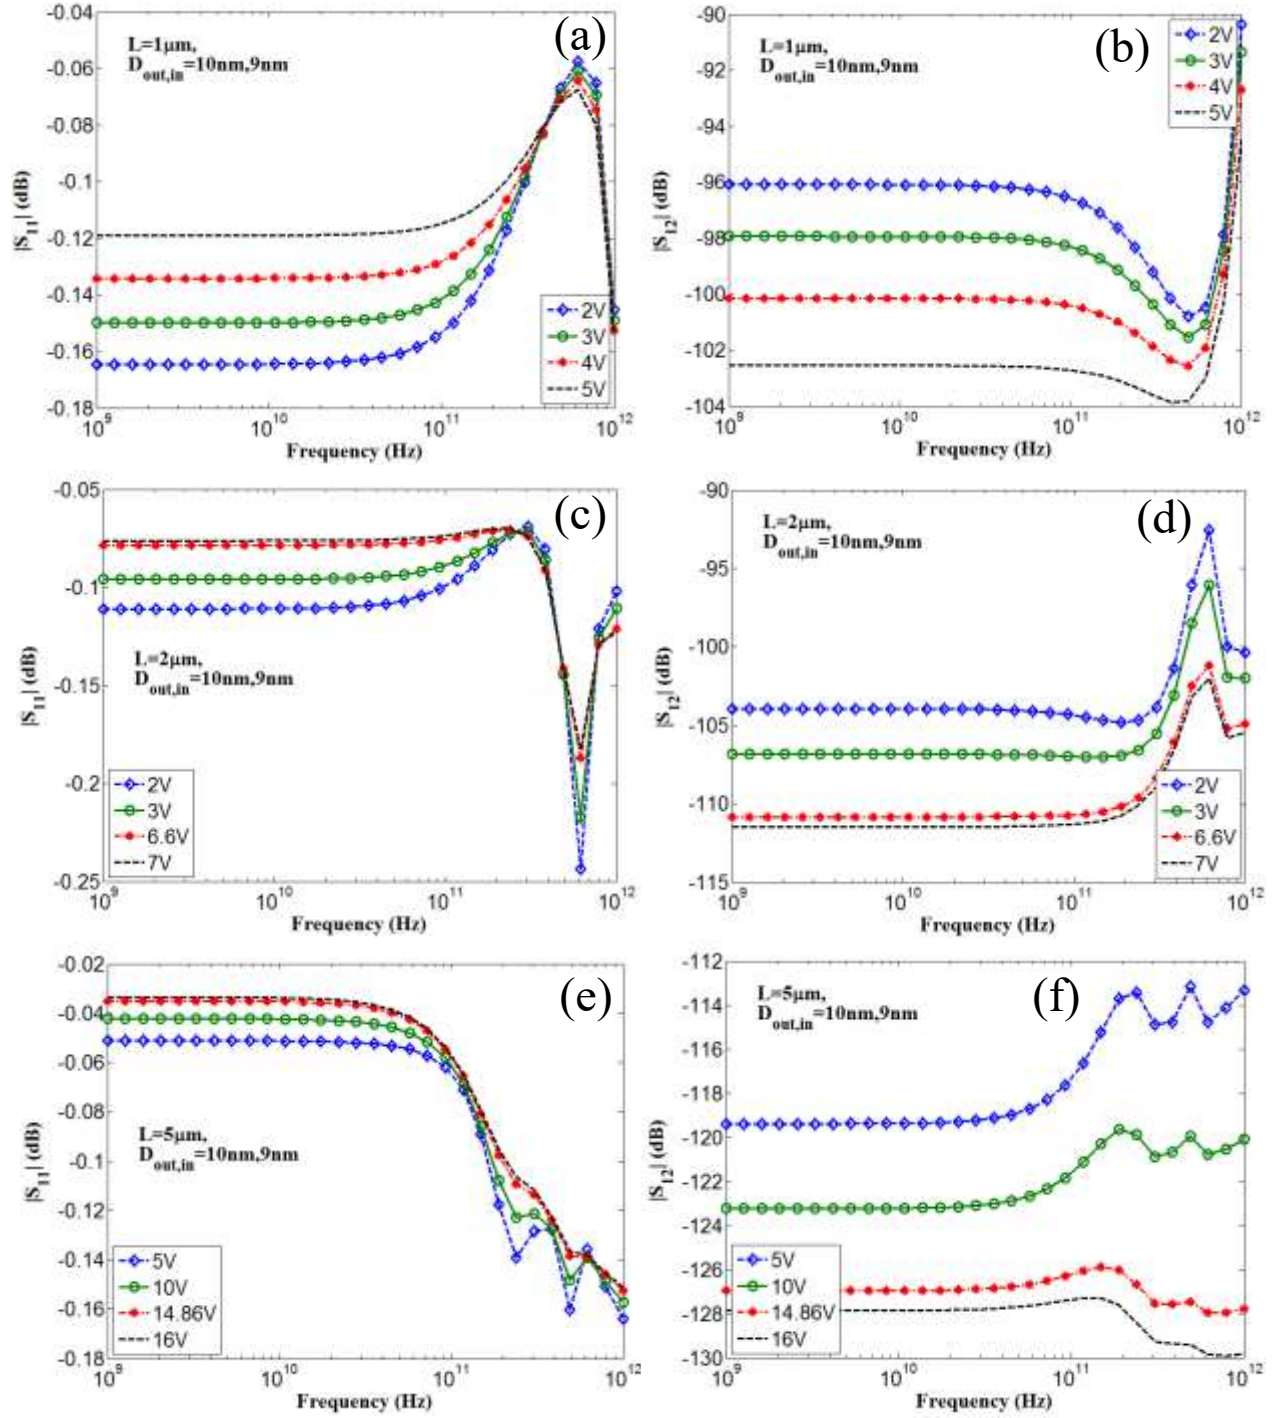 (a)
L=1μm,
D_out,in=10nm,9nm
|S_11| (dB)
-0.04
-0.06
-0.08
-0.1
-0.12
-0.14
-0.16
-0.18
2V
3V
4V
5V
10^9 10^10 10^11 10^12
Frequency (Hz)
(b)
L=1μm,
D_out,in=10nm,9nm
|S_12| (dB)
-90
-92
-94
-96
-98
-100
-102
-104
2V
3V
4V
5V
10^9 10^10 10^11 10^12
Frequency (Hz)
(c)
L=2μm,
D_out,in=10nm,9nm
|S_11| (dB)
-0.05
-0.1
-0.15
-0.2
-0.25
2V
3V
6.6V
7V
10^9 10^10 10^11 10^12
Frequency (Hz)
(d)
L=2μm,
D_out,in=10nm,9nm
|S_12| (dB)
-90
-95
-100
-105
-110
-115
2V
3V
6.6V
7V
10^9 10^10 10^11 10^12
Frequency (Hz)
(e)
L=5μm,
D_out,in=10nm,9nm
|S_11| (dB)
-0.02
-0.04
-0.06
-0.08
-0.1
-0.12
-0.14
-0.16
-0.18
5V
10V
14.86V
16V
10^9 10^10 10^11 10^12
Frequency (Hz)
(f)
L=5μm,
D_out,in=10nm,9nm
|S_12| (dB)
-112
-114
-116
-118
-120
-122
-124
-126
-128
-130
5V
10V
14.86V
16V
10^9 10^10 10^11 10^12
Frequency (Hz)